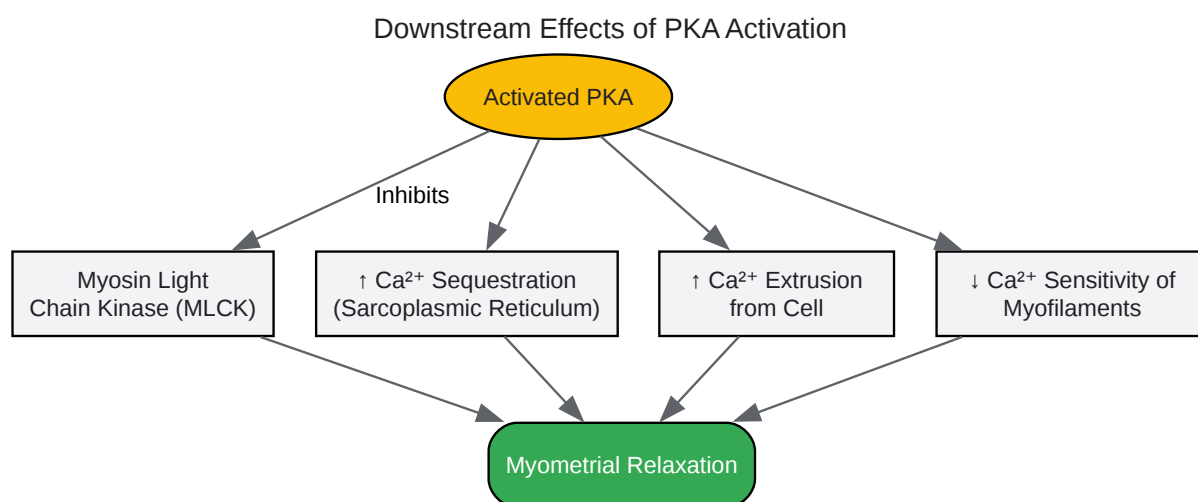 Downstream Effects of PKA Activation
Activated PKA
Inhibits
Myosin Light
Chain Kinase (MLCK)
↑ Ca²⁺ Sequestration
(Sarcoplasmic Reticulum)
↑ Ca²⁺ Extrusion
from Cell
↓ Ca²⁺ Sensitivity of
Myofilaments
Myometrial Relaxation